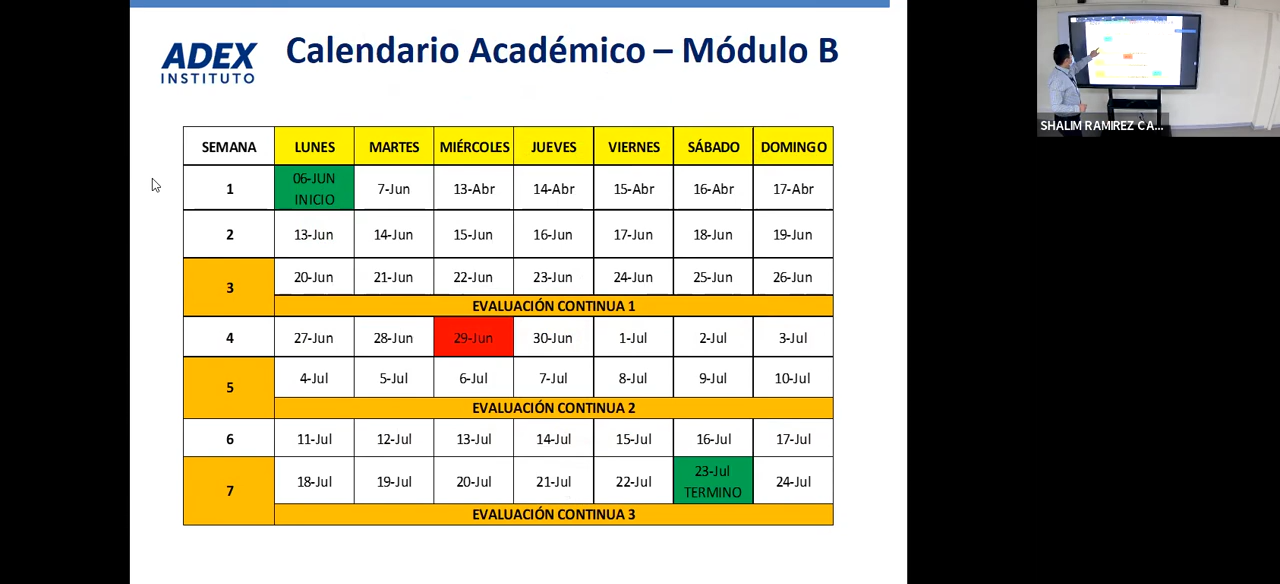 ADEX
INSTITUTO
Calendario Académico – Módulo B
SHALIM RAMIREZ CA...
SEMANA LUNES MARTES MIÉRCOLES JUEVES VIERNES SÁBADO DOMINGO
1 06-JUN INICIO 7-Jun 13-Abr 14-Abr 15-Abr 16-Abr 17-Abr
2 13-Jun 14-Jun 15-Jun 16-Jun 17-Jun 18-Jun 19-Jun
3 20-Jun 21-Jun 22-Jun 23-Jun 24-Jun 25-Jun 26-Jun
EVALUACIÓN CONTINUA 1
4 27-Jun 28-Jun 29-Jun 30-Jun 1-Jul 2-Jul 3-Jul
5 4-Jul 5-Jul 6-Jul 7-Jul 8-Jul 9-Jul 10-Jul
EVALUACIÓN CONTINUA 2
6 11-Jul 12-Jul 13-Jul 14-Jul 15-Jul 16-Jul 17-Jul
7 18-Jul 19-Jul 20-Jul 21-Jul 22-Jul 23-Jul TERMINO 24-Jul
EVALUACIÓN CONTINUA 3